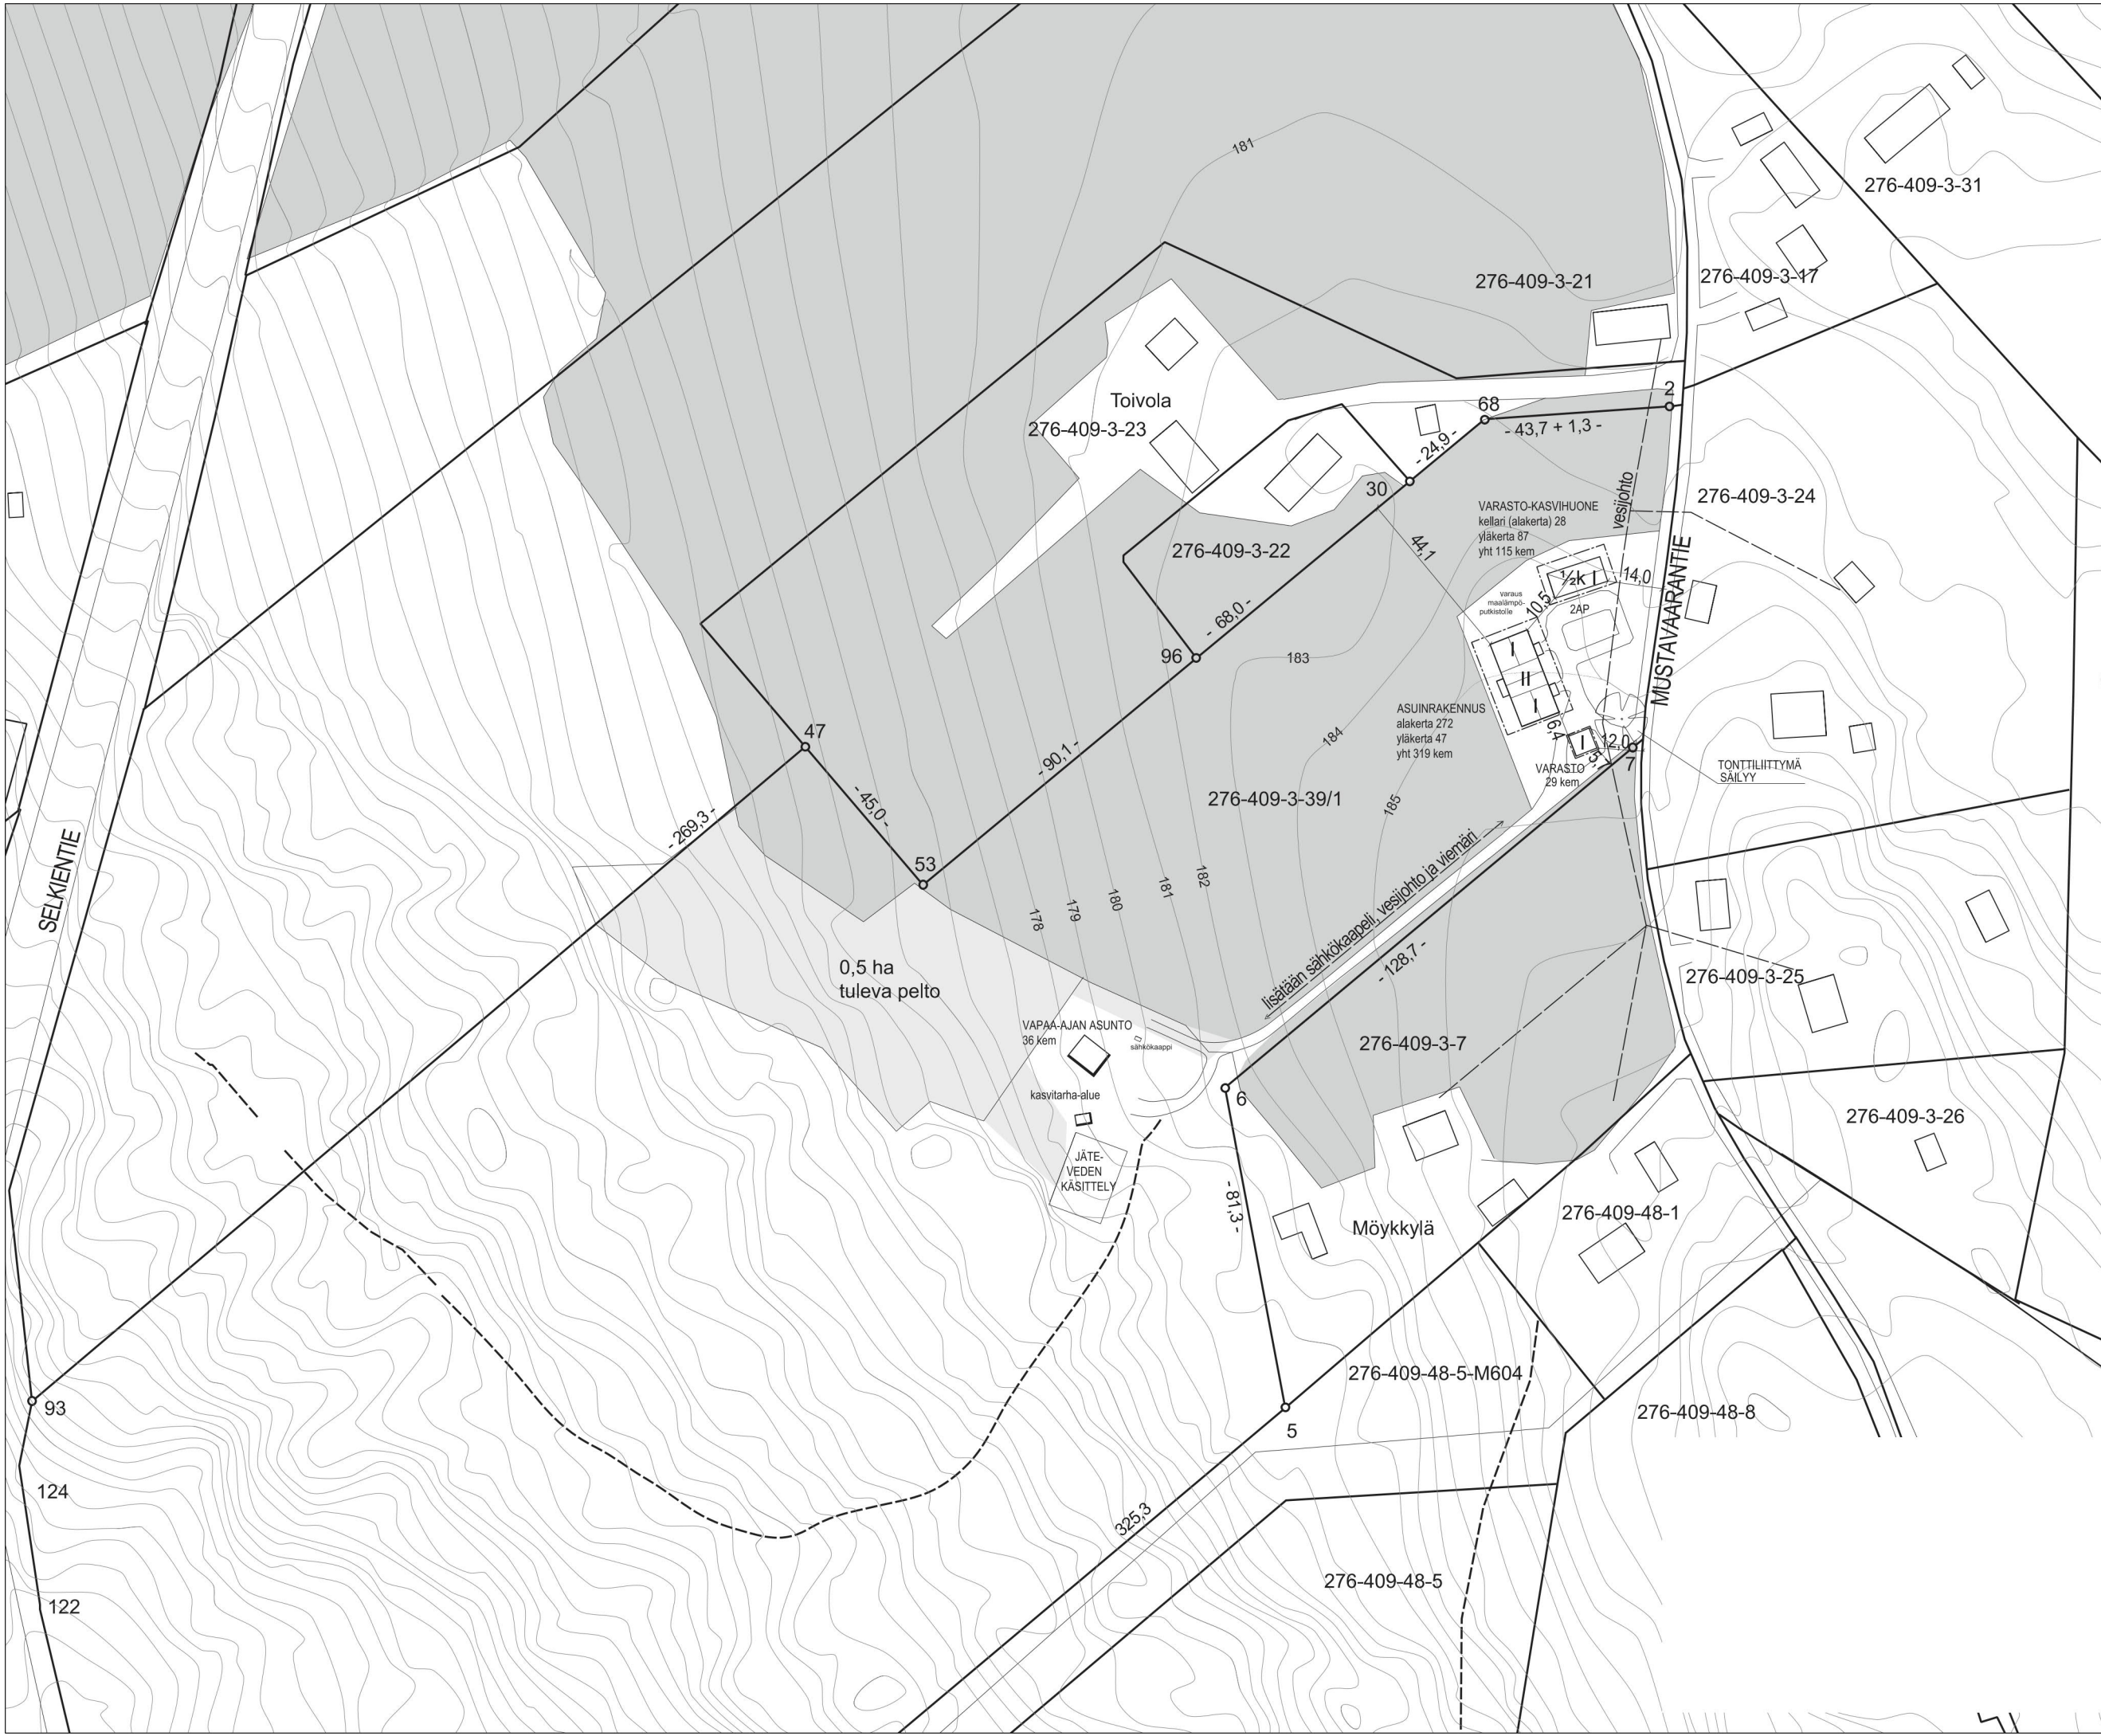 181
276-409-3-31
276-409-3-17
276-409-3-21
Toivola
276-409-3-23
68
2
- 43,7 + 1,3 -
- 24,9 -
30
vesijohto
276-409-3-24
VARASTO-KASVIHUONE
kellari (alakerta) 28
yläkerta 87
yht 115 kem
44,1
276-409-3-22
½k I
14,0
varaus
maalämpö-
putkistolle
10,5
2AP
MUSTAVAARANTIE
- 68,0 -
96
183
I
II
I
ASUINRAKENNUS
alakerta 272
yläkerta 47
yht 319 kem
184
6,4
I
12,0
5,7
7
VARASTO
29 kem
TONTTILIITTYMÄ
SÄILYY
47
- 90,1 -
- 45,0 -
276-409-3-39/1
185
- 269,3 -
53
SELKIENTIE
178
179
180
181
182
lisätään sähkökaapeli, vesijohto ja viemäri
- 128,7 -
0,5 ha
tuleva pelto
276-409-3-25
VAPAA-AJAN ASUNTO
36 kem
sähkökaappi
276-409-3-7
kasvitarha-alue
6
276-409-3-26
JÄTE-
VEDEN
KÄSITTELY
- 81,3 -
Möykkylä
276-409-48-1
276-409-48-5-M604
93
5
276-409-48-8
124
325,3
276-409-48-5
122